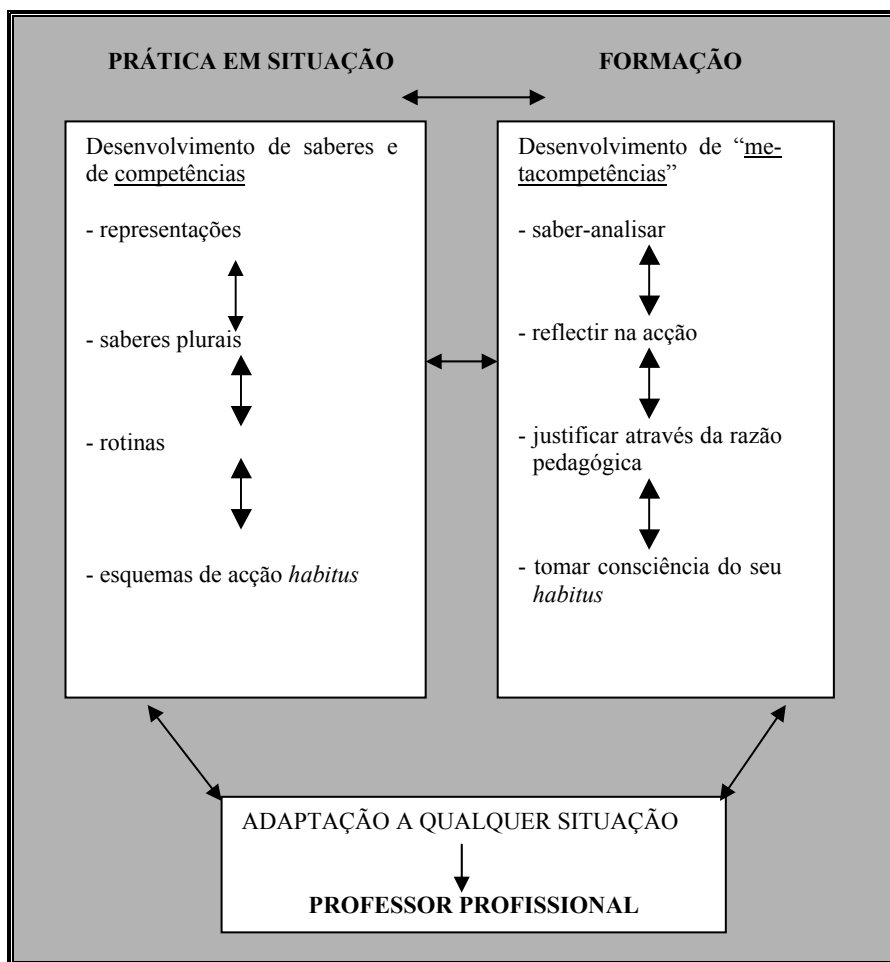 PRÁTICA EM SITUAÇÃO
FORMAÇÃO
Desenvolvimento de saberes e
de competências
- representações
- saberes plurais
- rotinas
- esquemas de acção habitus
Desenvolvimento de “me-
tacompetências”
- saber-analisar
- reflectir na acção
- justificar através da razão
pedagógica
- tomar consciência do seu
habitus
ADAPTAÇÃO A QUALQUER SITUAÇÃO
PROFESSOR PROFISSIONAL